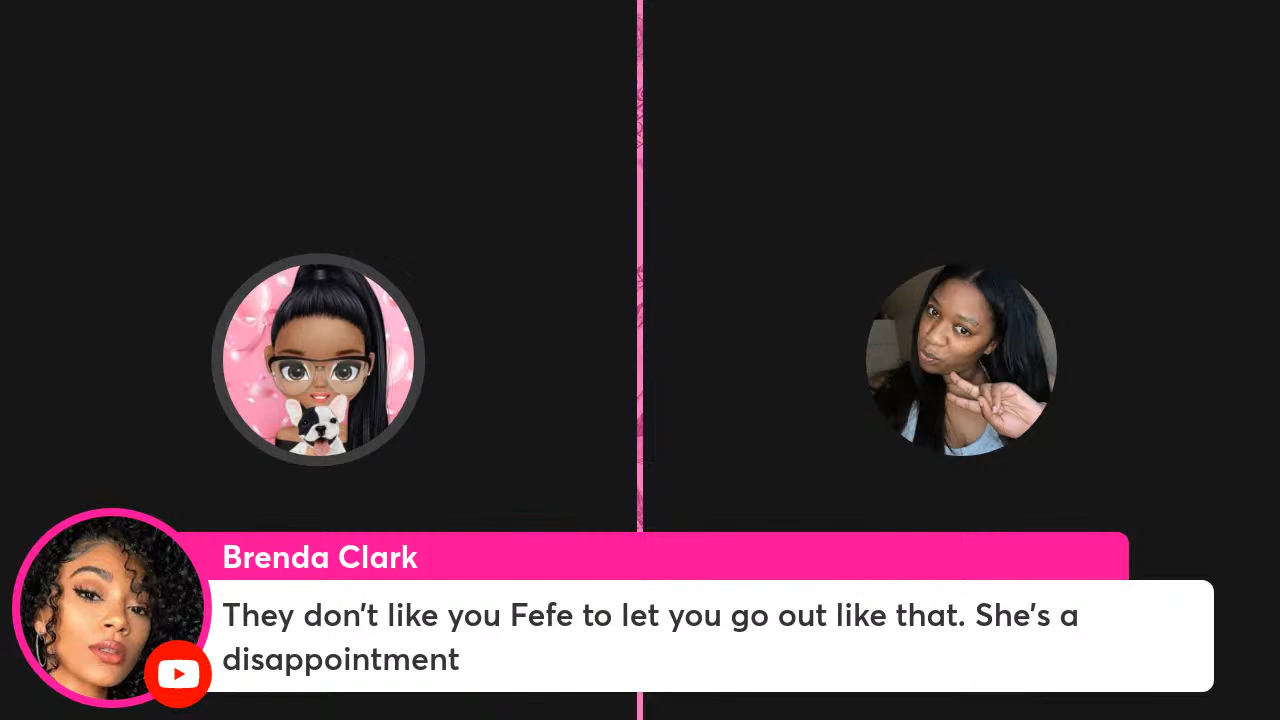 Brenda Clark
They don't like you Fefe to let you go out like that. She's a
disappointment